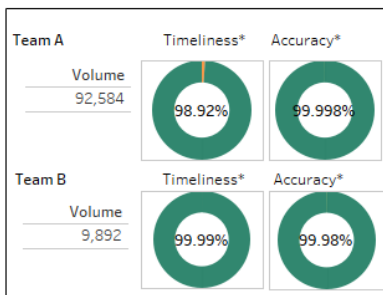 Team A Timeliness* Accuracy*
Volume
92,584
98.92% 99.998%
Team B Timeliness* Accuracy*
Volume
9,892
99.99% 99.98%